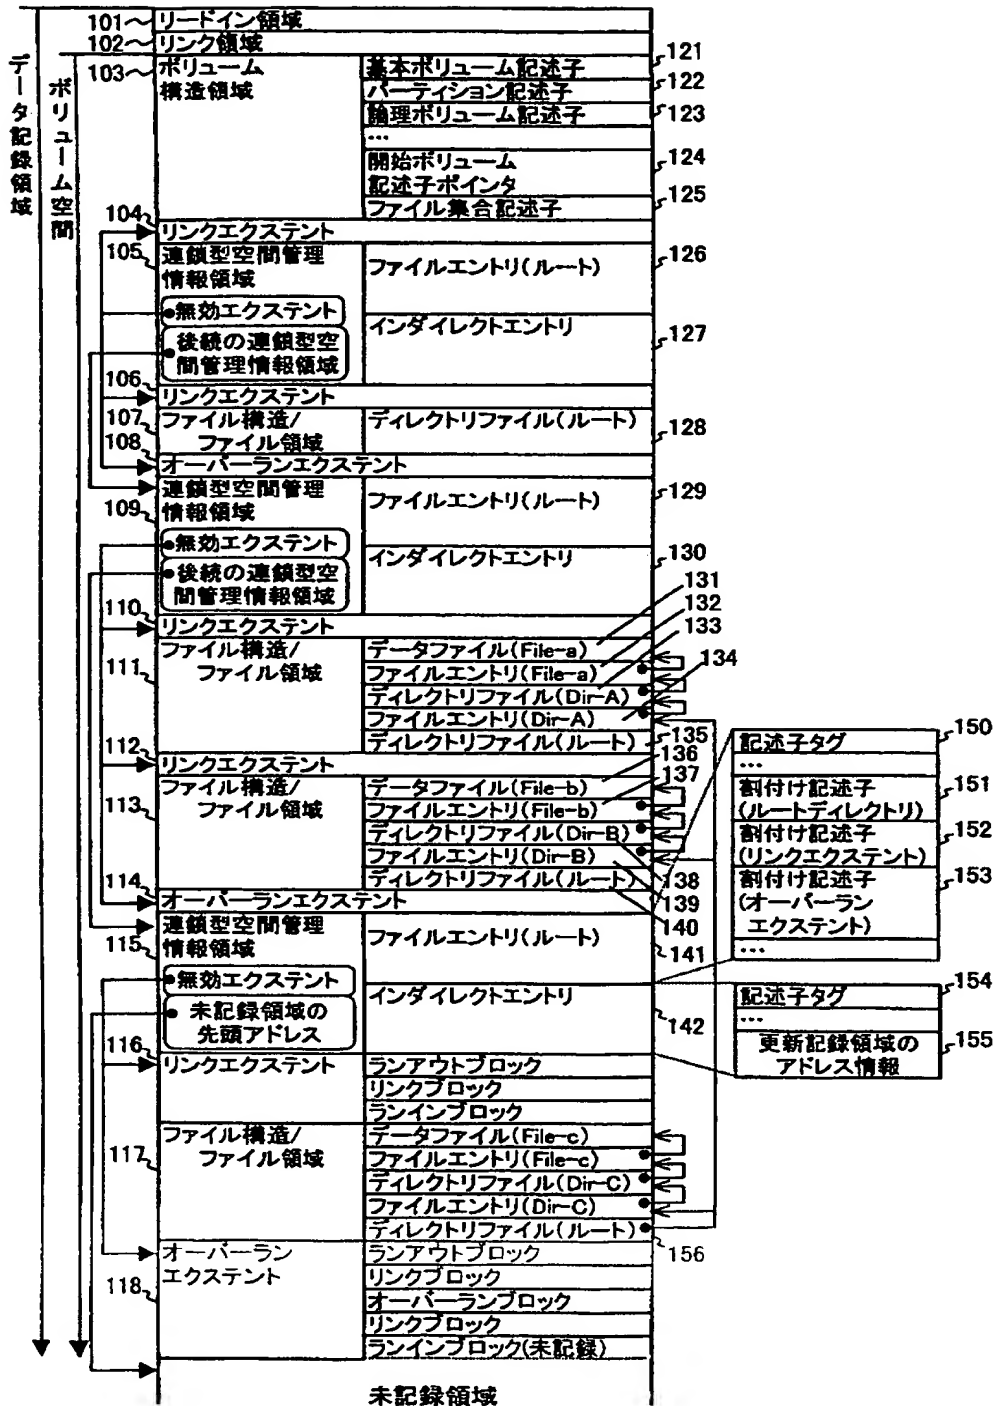 データ記録領域
ボリューム空間
101
リードイン領域
102
リンク領域
103
ボリューム
構造領域
基本ボリューム記述子
121
パーティション記述子
122
論理ボリューム記述子
123
…
開始ボリューム
記述子ポインタ
124
ファイル集合記述子
125
104
リンクエクステント
105
連鎖型空間管理
情報領域
ファイルエントリ(ルート)
126
無効エクステント
後続の連鎖型空
間管理情報領域
インダイレクトエントリ
127
106
リンクエクステント
107
ファイル構造/
ファイル領域
ディレクトリファイル(ルート)
128
108
オーバーランエクステント
109
連鎖型空間管理
情報領域
ファイルエントリ(ルート)
129
無効エクステント
後続の連鎖型空
間管理情報領域
インダイレクトエントリ
130
110
リンクエクステント
111
ファイル構造/
ファイル領域
データファイル(File-a)
131
ファイルエントリ(File-a)
132
ディレクトリファイル(Dir-A)
133
ファイルエントリ(Dir-A)
134
ディレクトリファイル(ルート)
135
112
リンクエクステント
113
ファイル構造/
ファイル領域
データファイル(File-b)
136
ファイルエントリ(File-b)
137
ディレクトリファイル(Dir-B)
138
ファイルエントリ(Dir-B)
139
ディレクトリファイル(ルート)
140
114
オーバーランエクステント
115
連鎖型空間管理
情報領域
ファイルエントリ(ルート)
141
無効エクステント
未記録領域の
先頭アドレス
インダイレクトエントリ
142
116
リンクエクステント
ランアウトブロック
リンクブロック
ランインブロック
117
ファイル構造/
ファイル領域
データファイル(File-c)
ファイルエントリ(File-c)
ディレクトリファイル(Dir-C)
ファイルエントリ(Dir-C)
ディレクトリファイル(ルート)
156
118
オーバーラン
エクステント
ランアウトブロック
リンクブロック
オーバーランブロック
リンクブロック
ランインブロック(未記録)
未記録領域
記述子タグ
150
…
割付け記述子
(ルートディレクトリ)
151
割付け記述子
(リンクエクステント)
152
割付け記述子
(オーバーラン
エクステント)
153
…
記述子タグ
154
…
更新記録領域の
アドレス情報
155